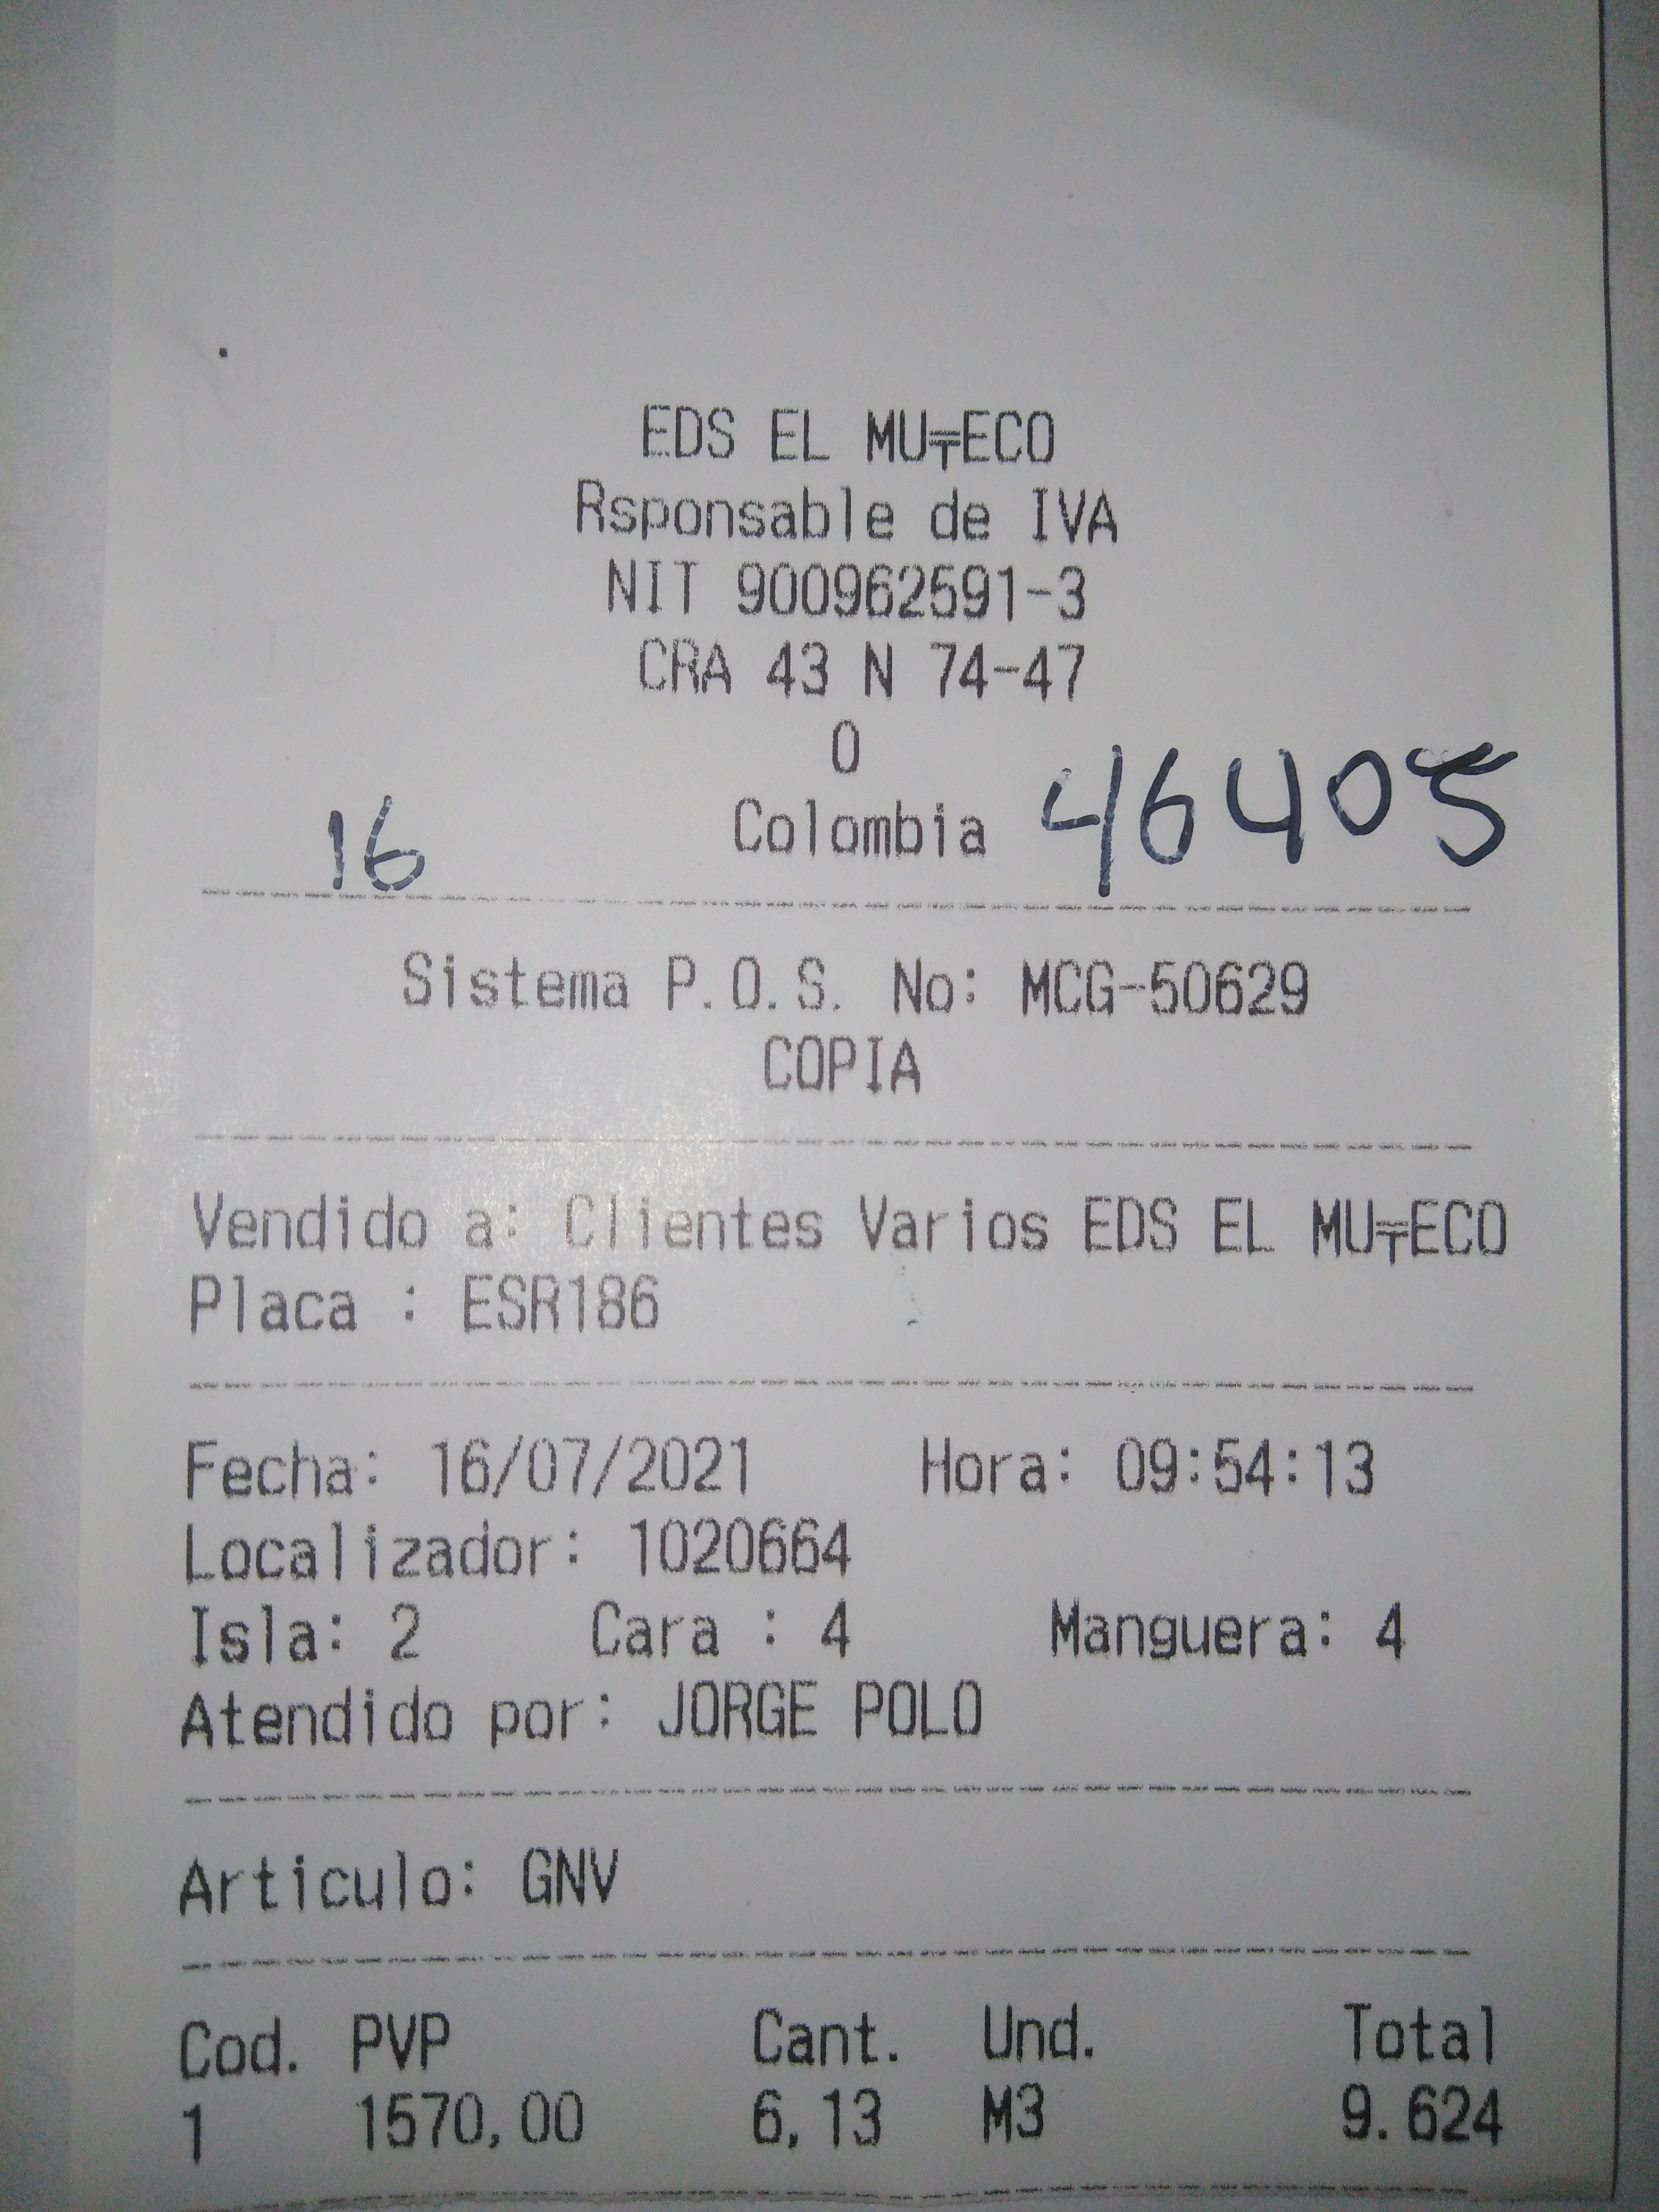 EDS EL MU╤ECO
Rsponsable de IVA
NIT 900962591-3
CRA 43 N 74-47
0
Colombia 46405
16
Sistema P.O.S. No: MCG-50629
COPIA
Vendido a: Clientes Varios EDS EL MU╤ECO
Placa : ESR186
Fecha: 16/07/2021 Hora: 09:54:13
Localizador: 1020664
Isla: 2 Cara : 4 Manguera: 4
Atendido por: JORGE POLO
Articulo: GNV
Cod. PVP Cant. Und. Total
1 1570,00 6,13 M3 9.624